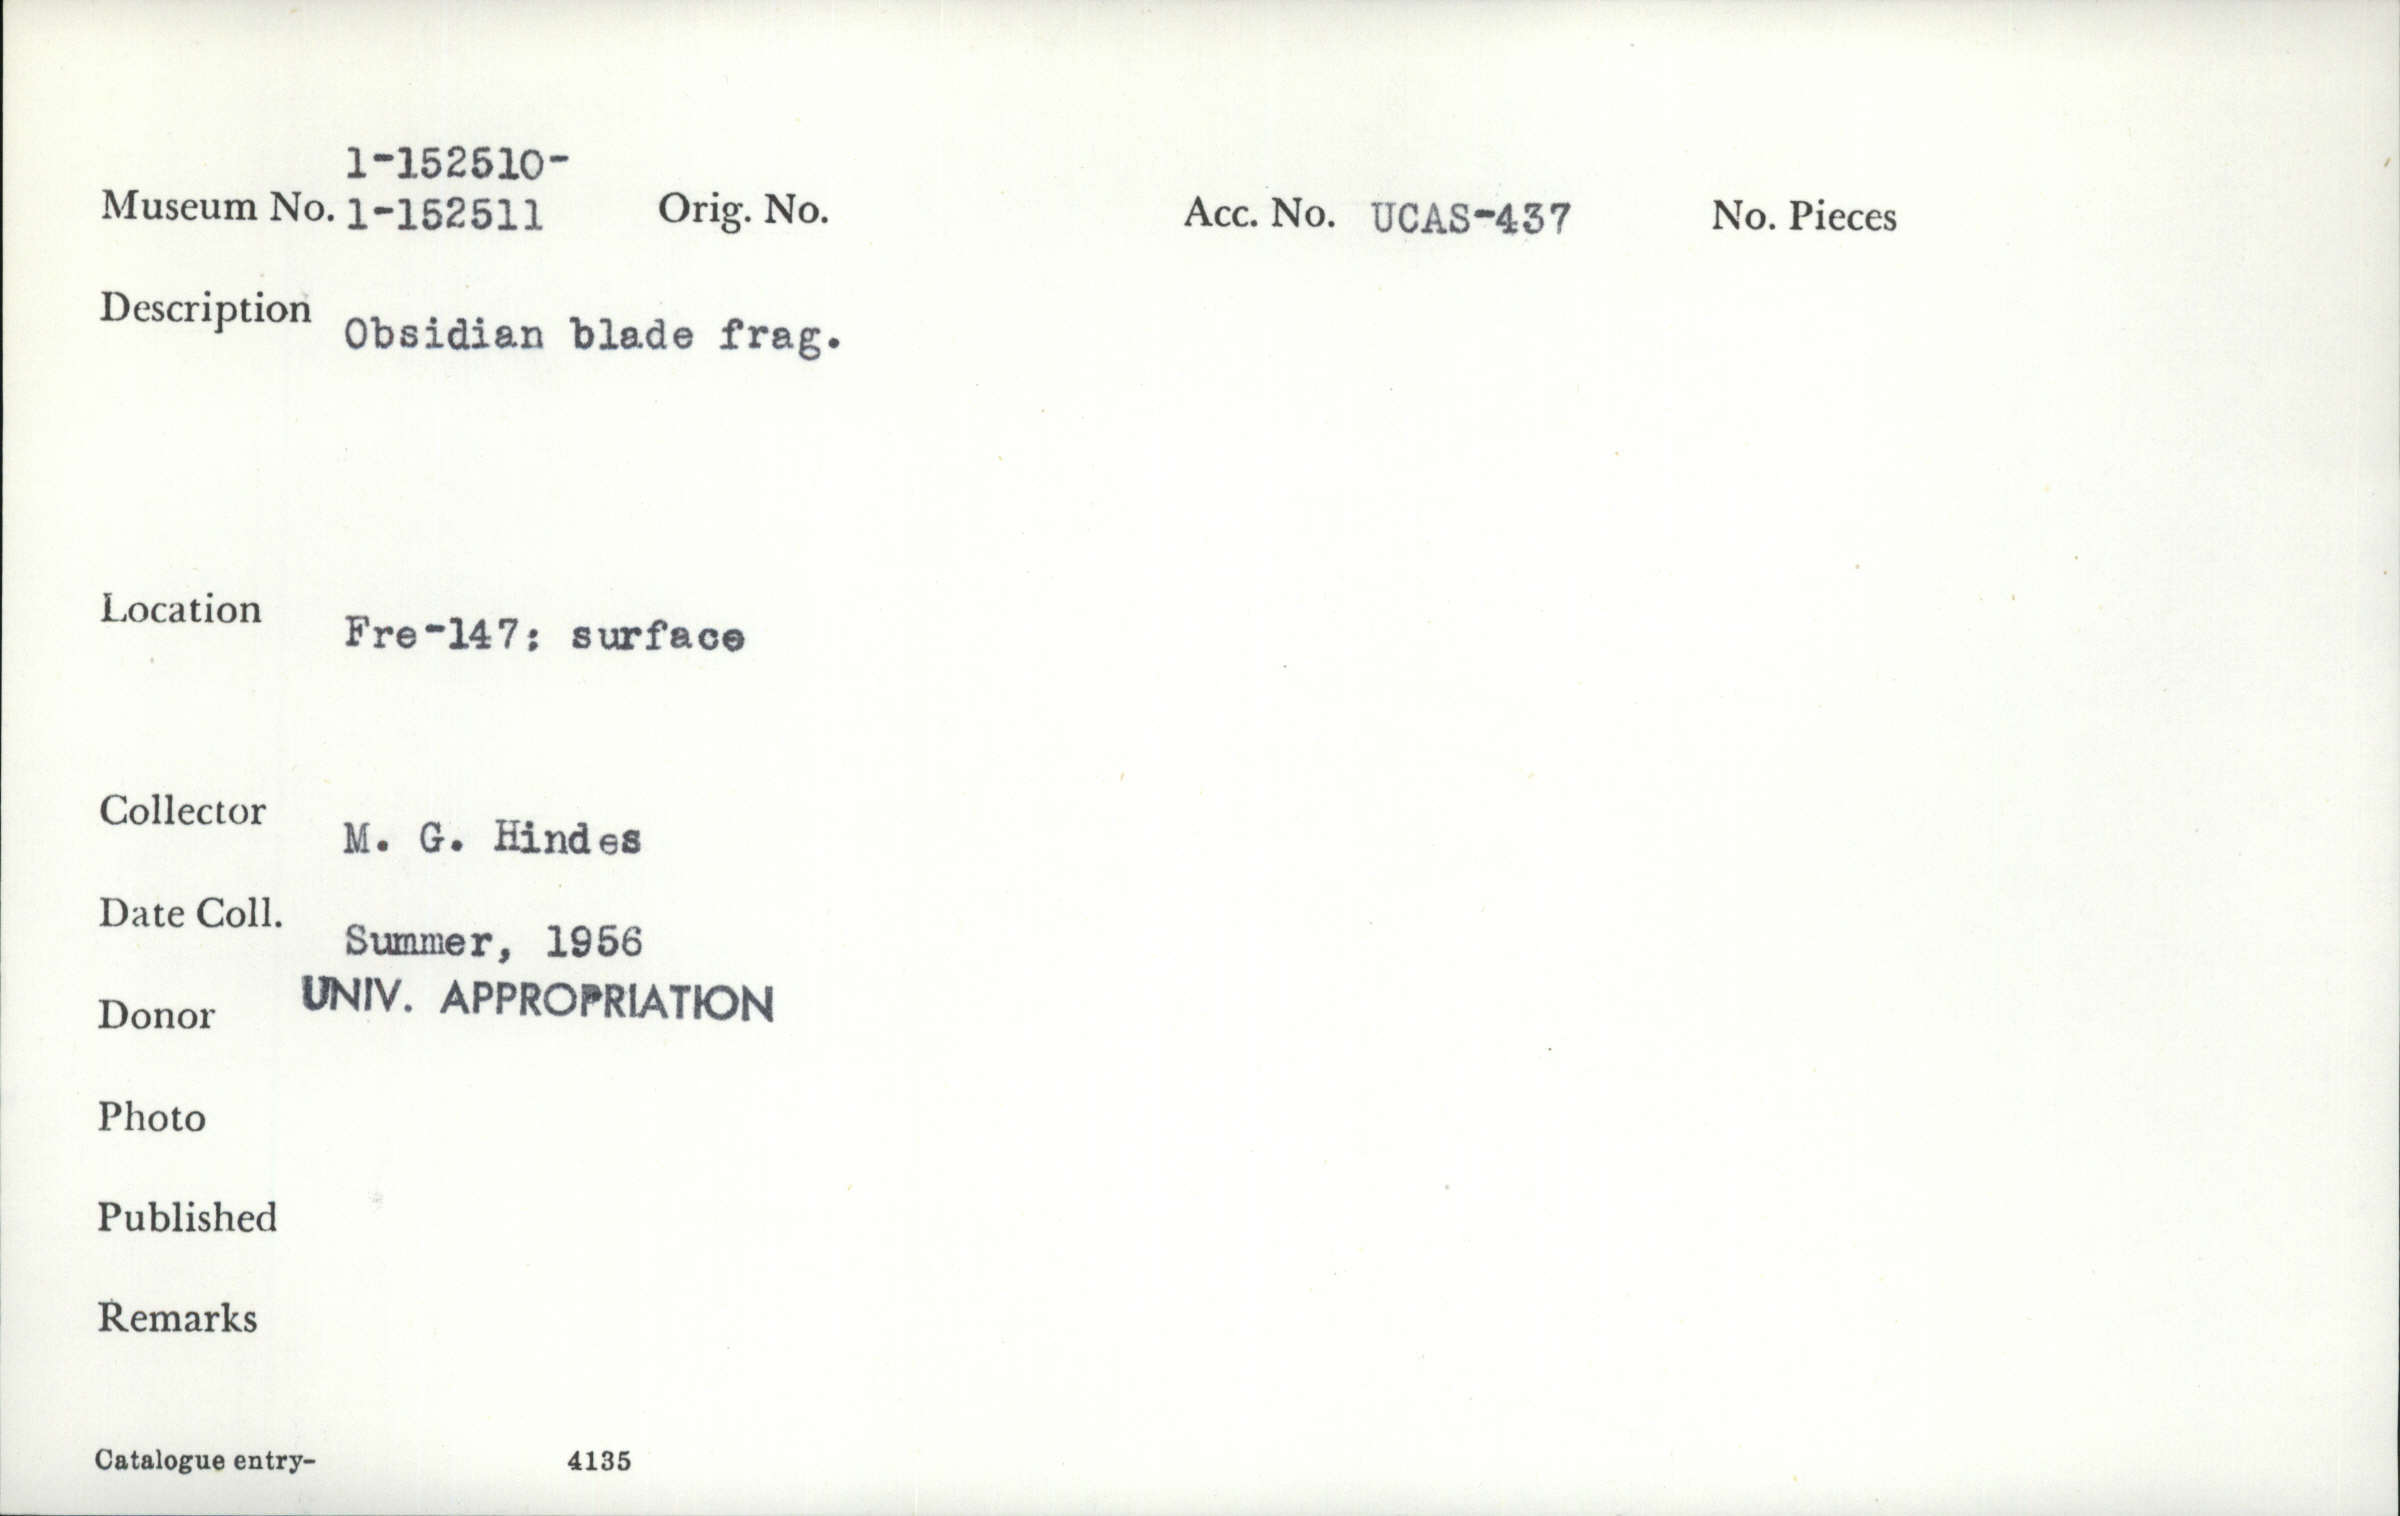 1-152510-
Museum No. 1-152511 Orig. No. Acc. No. UCAS-437 No. Pieces
Description Obsidian blade frag.
Location Fre-147: surface
Collector M. G. Hindes
Date Coll. Summer, 1956
Donor UNIV. APPROPRIATION
Photo
Published
Remarks
Catalogue entry- 4135